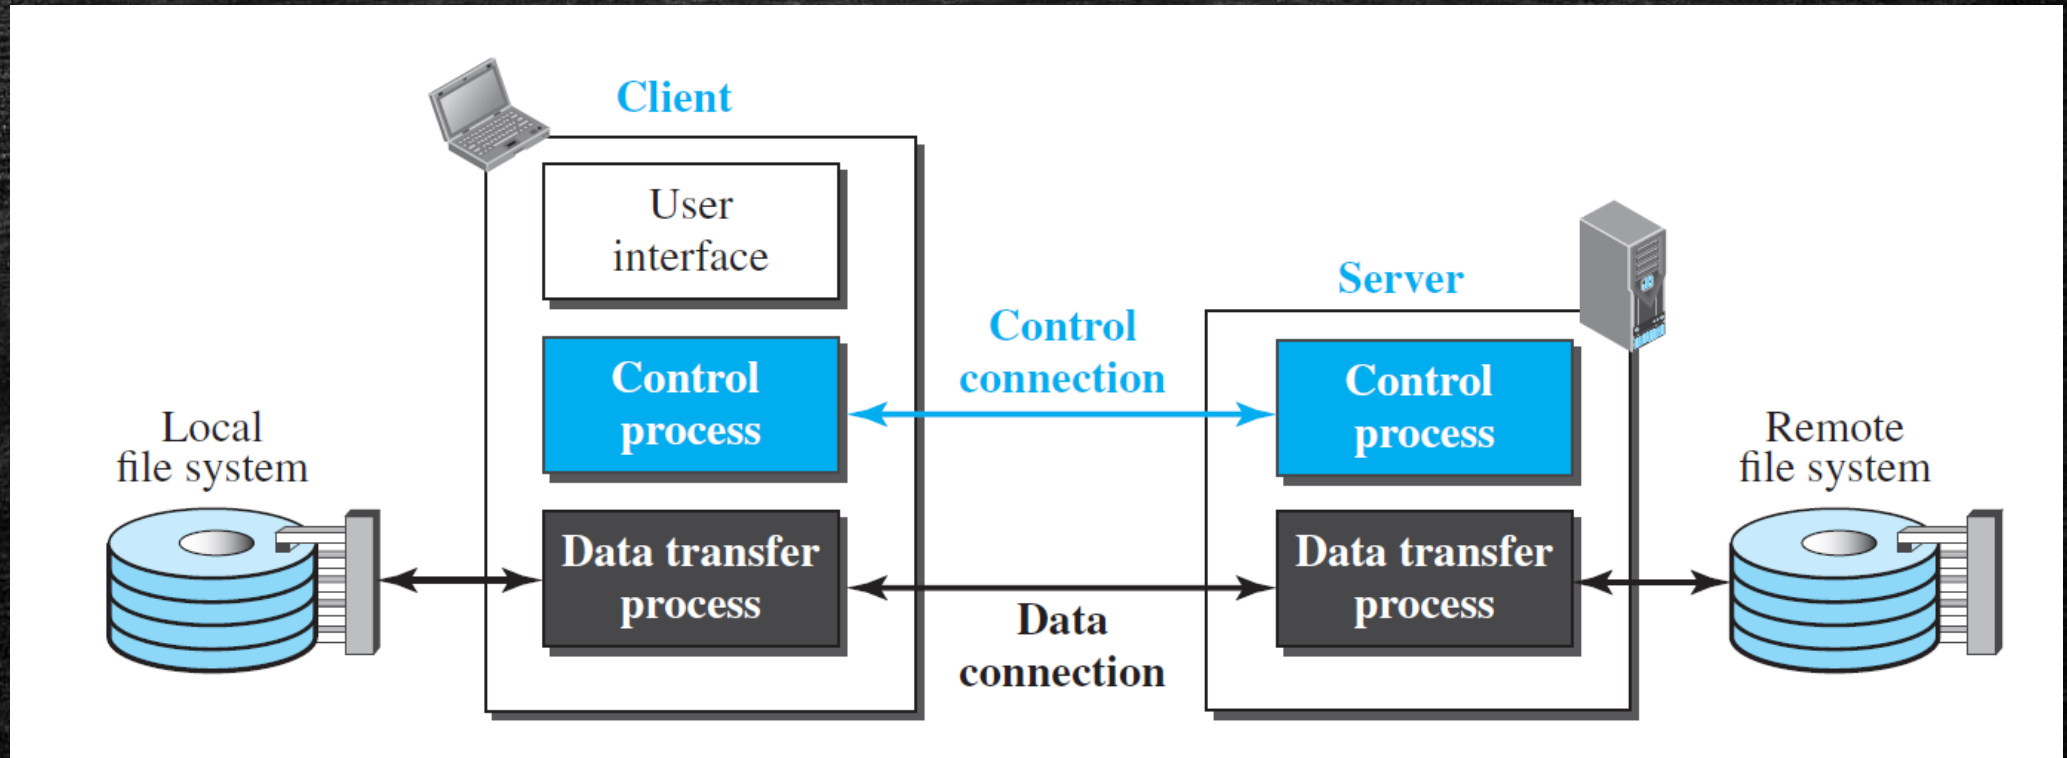 Client
User
interface
Control
process
Data transfer
process
Local
file system
Control
connection
Data
connection
Server
Control
process
Data transfer
process
Remote
file system